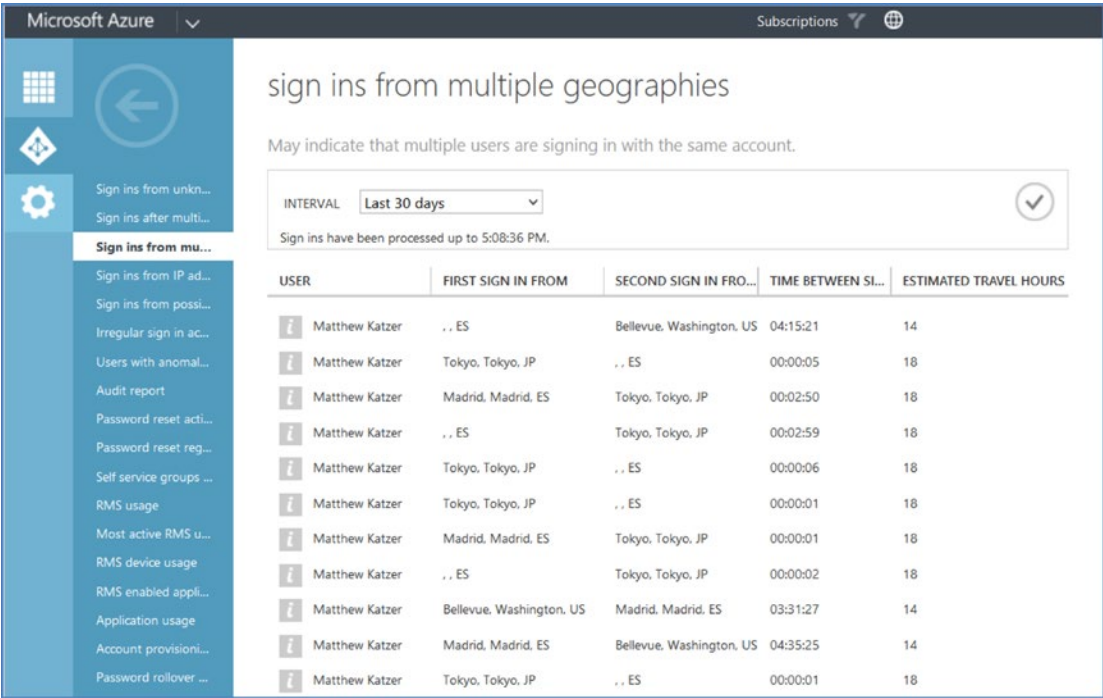 Microsoft Azure
Subscriptions
sign ins from multiple geographies
May indicate that multiple users are signing in with the same account.
Sign ins from unkn...
Sign ins after multi...
Sign ins from mu...
Sign ins from IP ad...
Sign ins from possi...
Irregular sign in ac...
Users with anomal...
Audit report
Password reset acti...
Password reset reg...
Self service groups ...
RMS usage
Most active RMS u...
RMS device usage
RMS enabled appli...
Application usage
Account provisioni...
Password rollover ...
INTERVAL Last 30 days
Sign ins have been processed up to 5:08:36 PM.
USER FIRST SIGN IN FROM SECOND SIGN IN FRO... TIME BETWEEN SI... ESTIMATED TRAVEL HOURS
i Matthew Katzer , , ES Bellevue, Washington, US 04:15:21 14
i Matthew Katzer Tokyo, Tokyo, JP , , ES 00:00:05 18
i Matthew Katzer Madrid, Madrid, ES Tokyo, Tokyo, JP 00:02:50 18
i Matthew Katzer , , ES Tokyo, Tokyo, JP 00:02:59 18
i Matthew Katzer Tokyo, Tokyo, JP , , ES 00:00:06 18
i Matthew Katzer Tokyo, Tokyo, JP , , ES 00:00:01 18
i Matthew Katzer Madrid, Madrid, ES Tokyo, Tokyo, JP 00:00:01 18
i Matthew Katzer , , ES Tokyo, Tokyo, JP 00:00:02 18
i Matthew Katzer Bellevue, Washington, US Madrid, Madrid, ES 03:31:27 14
i Matthew Katzer Madrid, Madrid, ES Bellevue, Washington, US 04:35:25 14
i Matthew Katzer Tokyo, Tokyo, JP , , ES 00:00:01 18